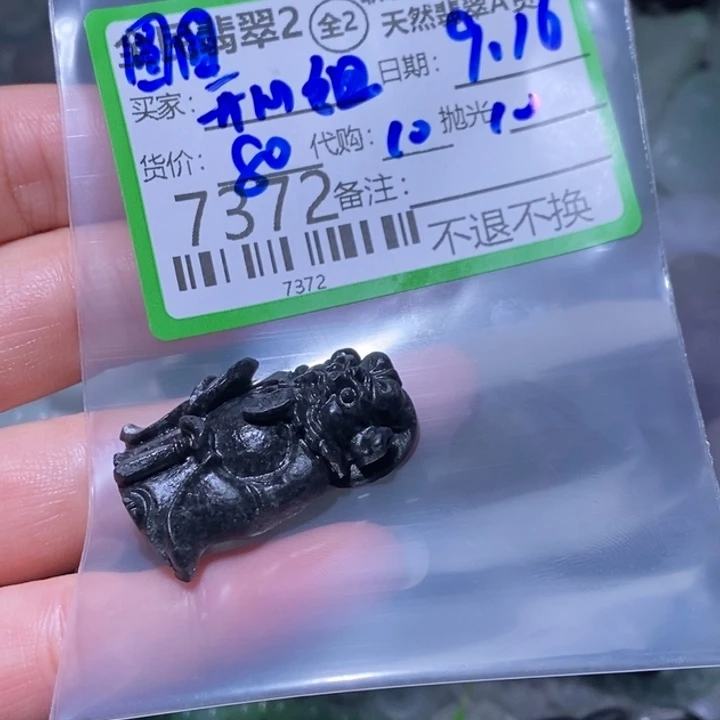 翡翠2 全2 天然翡翠A货
买家: 日期: 9.16
货价: 80 代购: 10 抛光 10
7372 备注:
不退不换
7372